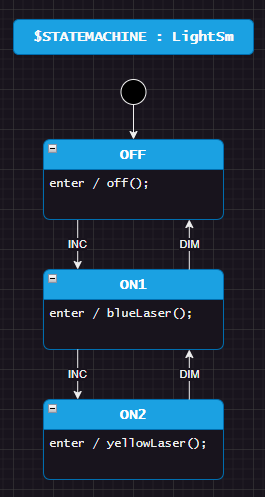 $STATEMACHINE : LightSm
OFF
enter / off();
INC
DIM
ON1
enter / blueLaser();
INC
DIM
ON2
enter / yellowLaser();